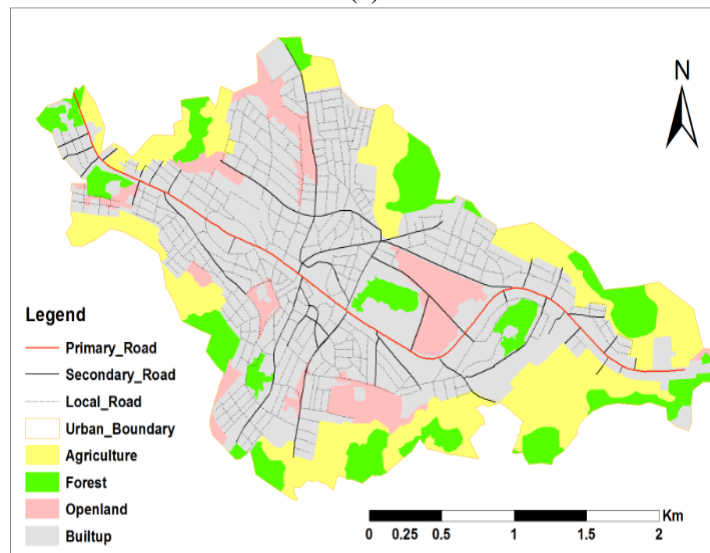 N
Legend
Primary_Road
Secondary_Road
Local_Road
Urban_Boundary
Agriculture
Forest
Openland
Builtup
Km
0 0.25 0.5 1 1.5 2